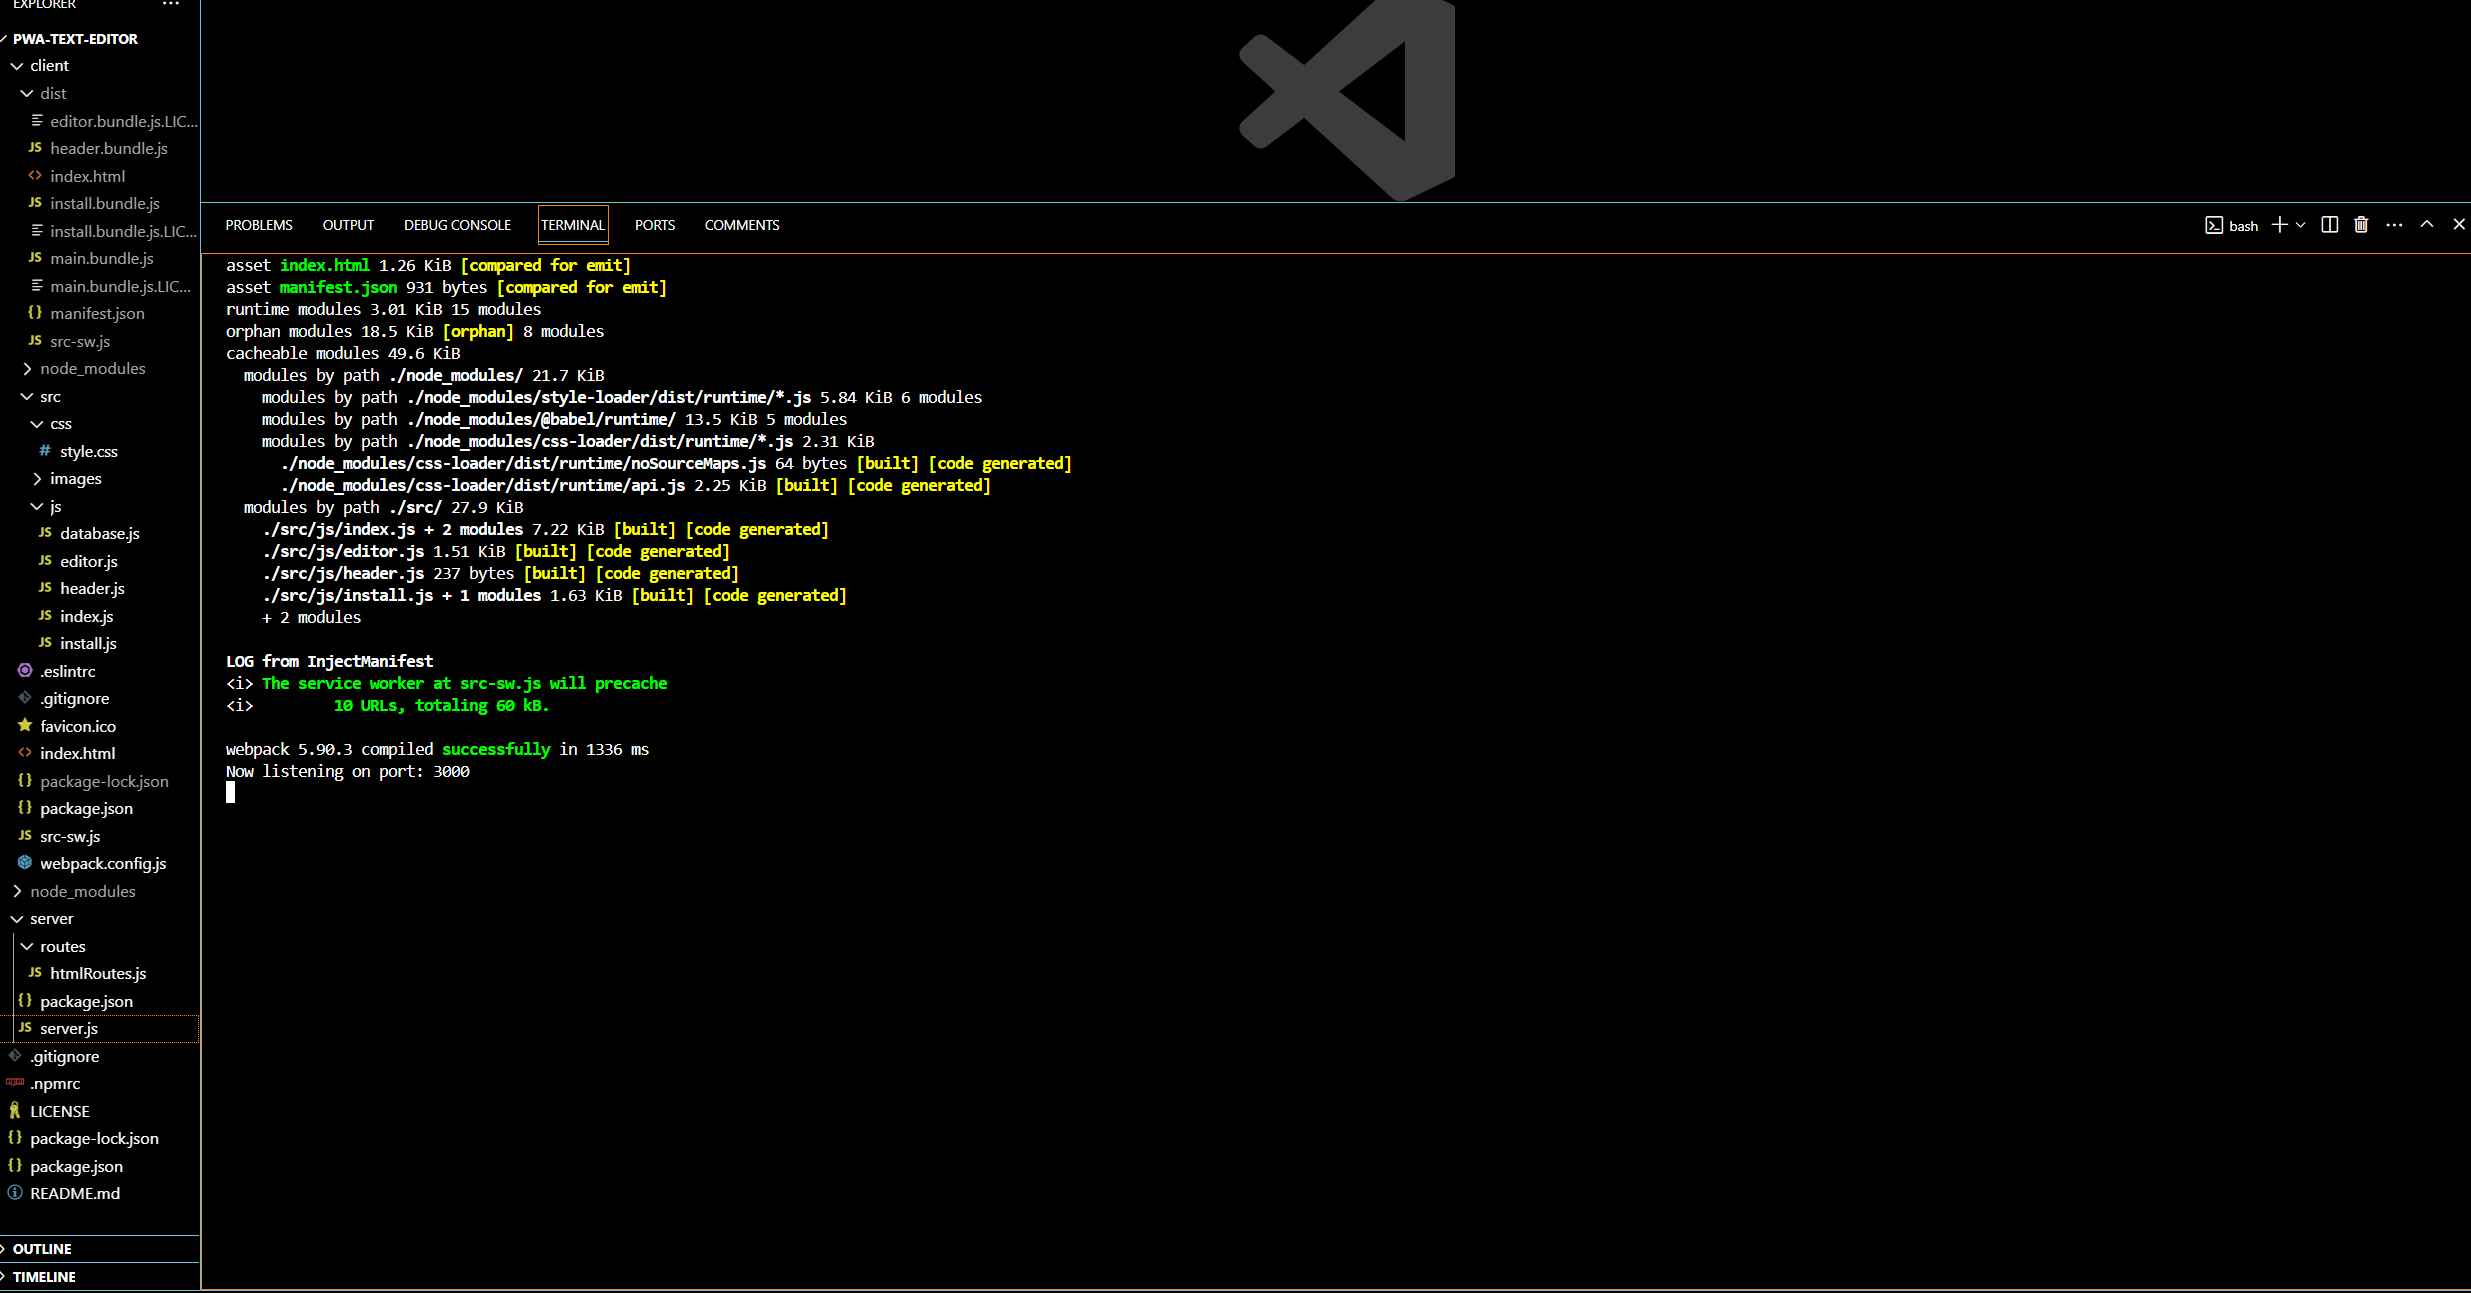 EXPLORER
PWA-TEXT-EDITOR
client
dist
editor.bundle.js.LIC...
header.bundle.js
index.html
install.bundle.js
install.bundle.js.LIC...
main.bundle.js
main.bundle.js.LIC...
manifest.json
src-sw.js
node_modules
src
css
style.css
images
js
database.js
editor.js
header.js
index.js
install.js
.eslintrc
.gitignore
favicon.ico
index.html
package-lock.json
package.json
src-sw.js
webpack.config.js
node_modules
server
routes
htmlRoutes.js
package.json
server.js
.gitignore
.npmrc
LICENSE
package-lock.json
package.json
README.md
OUTLINE
TIMELINE
PROBLEMS OUTPUT DEBUG CONSOLE TERMINAL PORTS COMMENTS
bash
asset index.html 1.26 KiB [compared for emit]
asset manifest.json 931 bytes [compared for emit]
runtime modules 3.01 KiB 15 modules
orphan modules 18.5 KiB [orphan] 8 modules
cacheable modules 49.6 KiB
modules by path ./node_modules/ 21.7 KiB
modules by path ./node_modules/style-loader/dist/runtime/*.js 5.84 KiB 6 modules
modules by path ./node_modules/@babel/runtime/ 13.5 KiB 5 modules
modules by path ./node_modules/css-loader/dist/runtime/*.js 2.31 KiB
./node_modules/css-loader/dist/runtime/noSourceMaps.js 64 bytes [built] [code generated]
./node_modules/css-loader/dist/runtime/api.js 2.25 KiB [built] [code generated]
modules by path ./src/ 27.9 KiB
./src/js/index.js + 2 modules 7.22 KiB [built] [code generated]
./src/js/editor.js 1.51 KiB [built] [code generated]
./src/js/header.js 237 bytes [built] [code generated]
./src/js/install.js + 1 modules 1.63 KiB [built] [code generated]
+ 2 modules
LOG from InjectManifest
<i> The service worker at src-sw.js will precache
<i> 10 URLs, totaling 60 kB.
webpack 5.90.3 compiled successfully in 1336 ms
Now listening on port: 3000